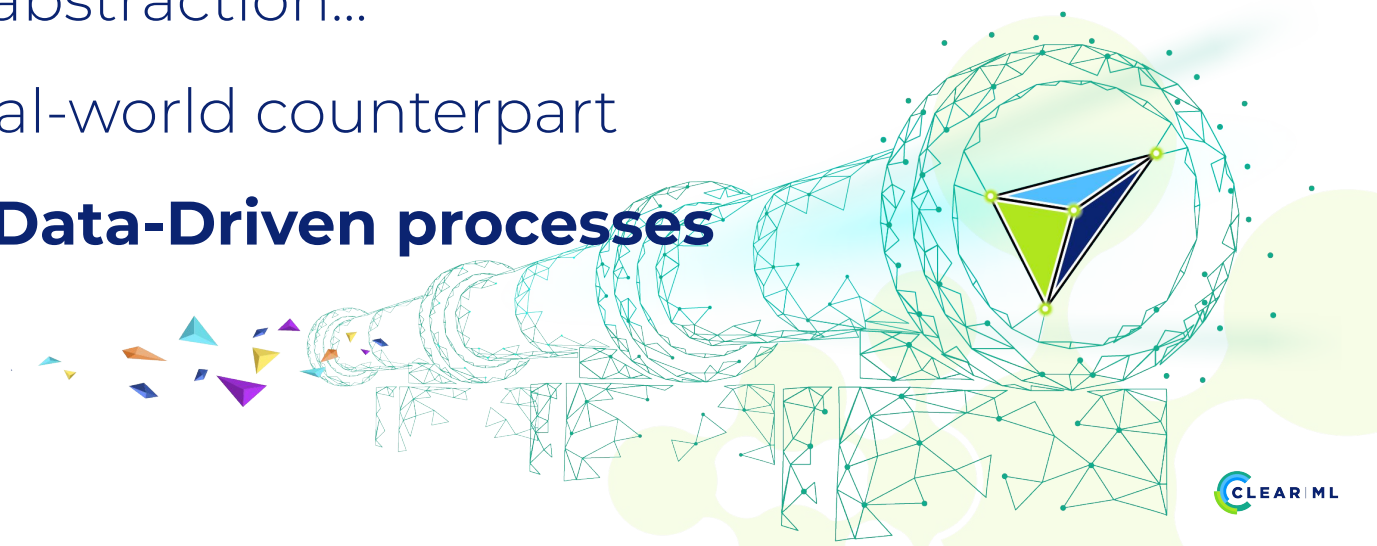 abstraction...
al-world counterpart
Data-Driven processes
CLEAR ML